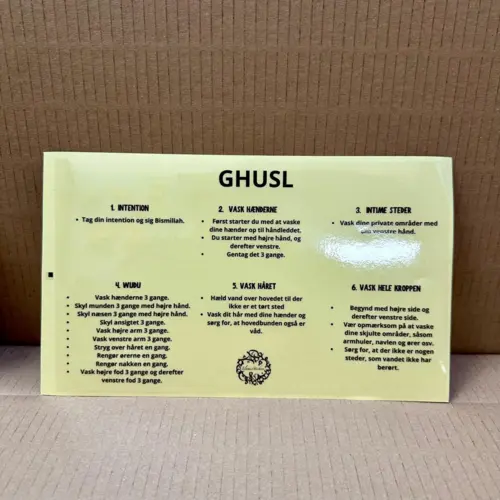 GHUSL
1. INTENTION
• Tag din intention og sig Bismillah.
2. VASK HÆNDERNE
• Først starter du med at vaske
dine hænder op til håndleddet.
• Du starter med højre hånd, og
derefter venstre.
• Gentag det 3 gange.
3. INTIME STEDER
• Vask dine private områder med
din venstre hånd.
4. WUDU
• Vask hænderne 3 gange.
• Skyl munden 3 gange med højre hånd.
• Skyl næsen 3 gange med højre hånd.
• Skyl ansigtet 3 gange.
• Vask højre arm 3 gange.
• Vask venstre arm 3 gange.
• Stryg over håret en gang.
• Rengør ørerne en gang.
• Rengør nakken en gang.
• Vask højre fod 3 gange og derefter
venstre fod 3 gange.
5. VASK HÅRET
• Hæld vand over hovedet til der
ikke er et tørt sted
• Vask dit hår med dine hænder og
sørg for, at hovedbunden også er
våd.
6. VASK HELE KROPPEN
• Begynd med højre side og
derefter venstre side.
• Vær opmærksom på at vaske
dine skjulte områder, såsom
armhuler, navlen og ører osv.
• Sørg for, at der ikke er nogen
steder, som vandet ikke har
berørt.